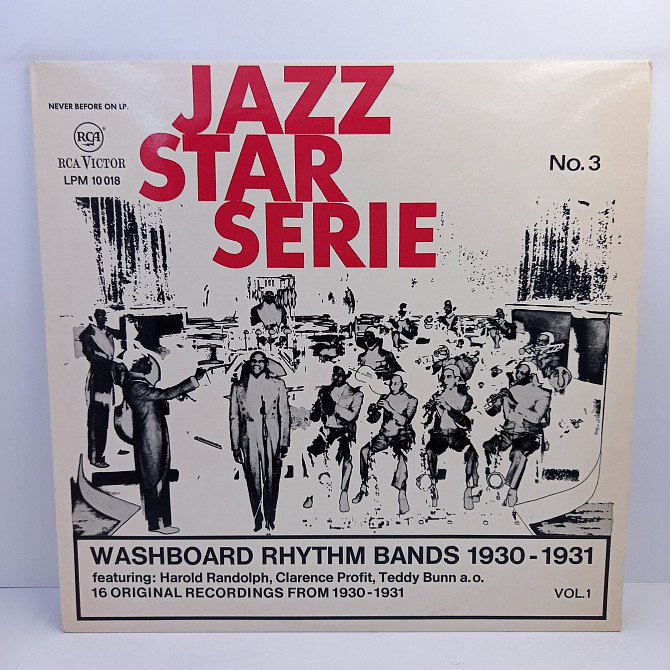 JAZZ
STAR
SERIE
NEVER BEFORE ON LP.
RCA
RCA VICTOR
LPM 10 018
No. 3
WASHBOARD RHYTHM BANDS 1930-1931
featuring: Harold Randolph, Clarence Profit, Teddy Bunn a.o.
16 ORIGINAL RECORDINGS FROM 1930-1931
VOL.1